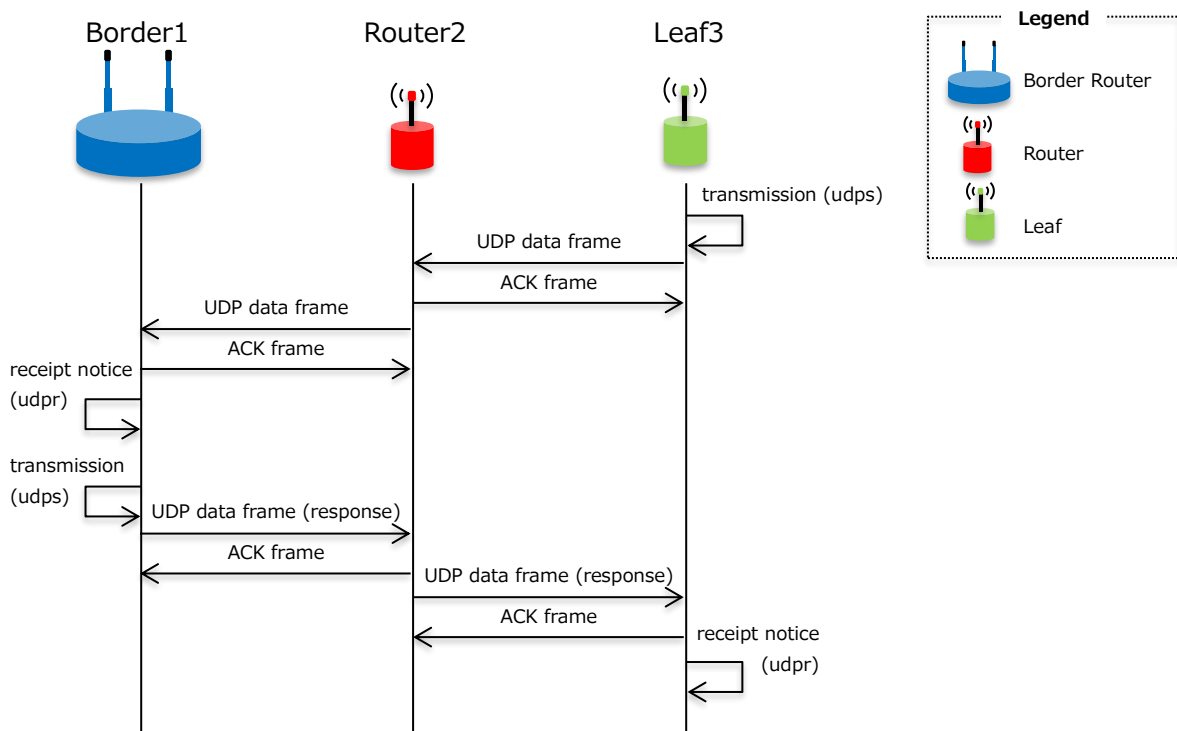 Border1
Router2
Leaf3
Legend
Border Router
Router
Leaf
transmission (udps)
UDP data frame
ACK frame
UDP data frame
ACK frame
receipt notice
(udpr)
transmission
(udps)
UDP data frame (response)
ACK frame
UDP data frame (response)
ACK frame
receipt notice
(udpr)